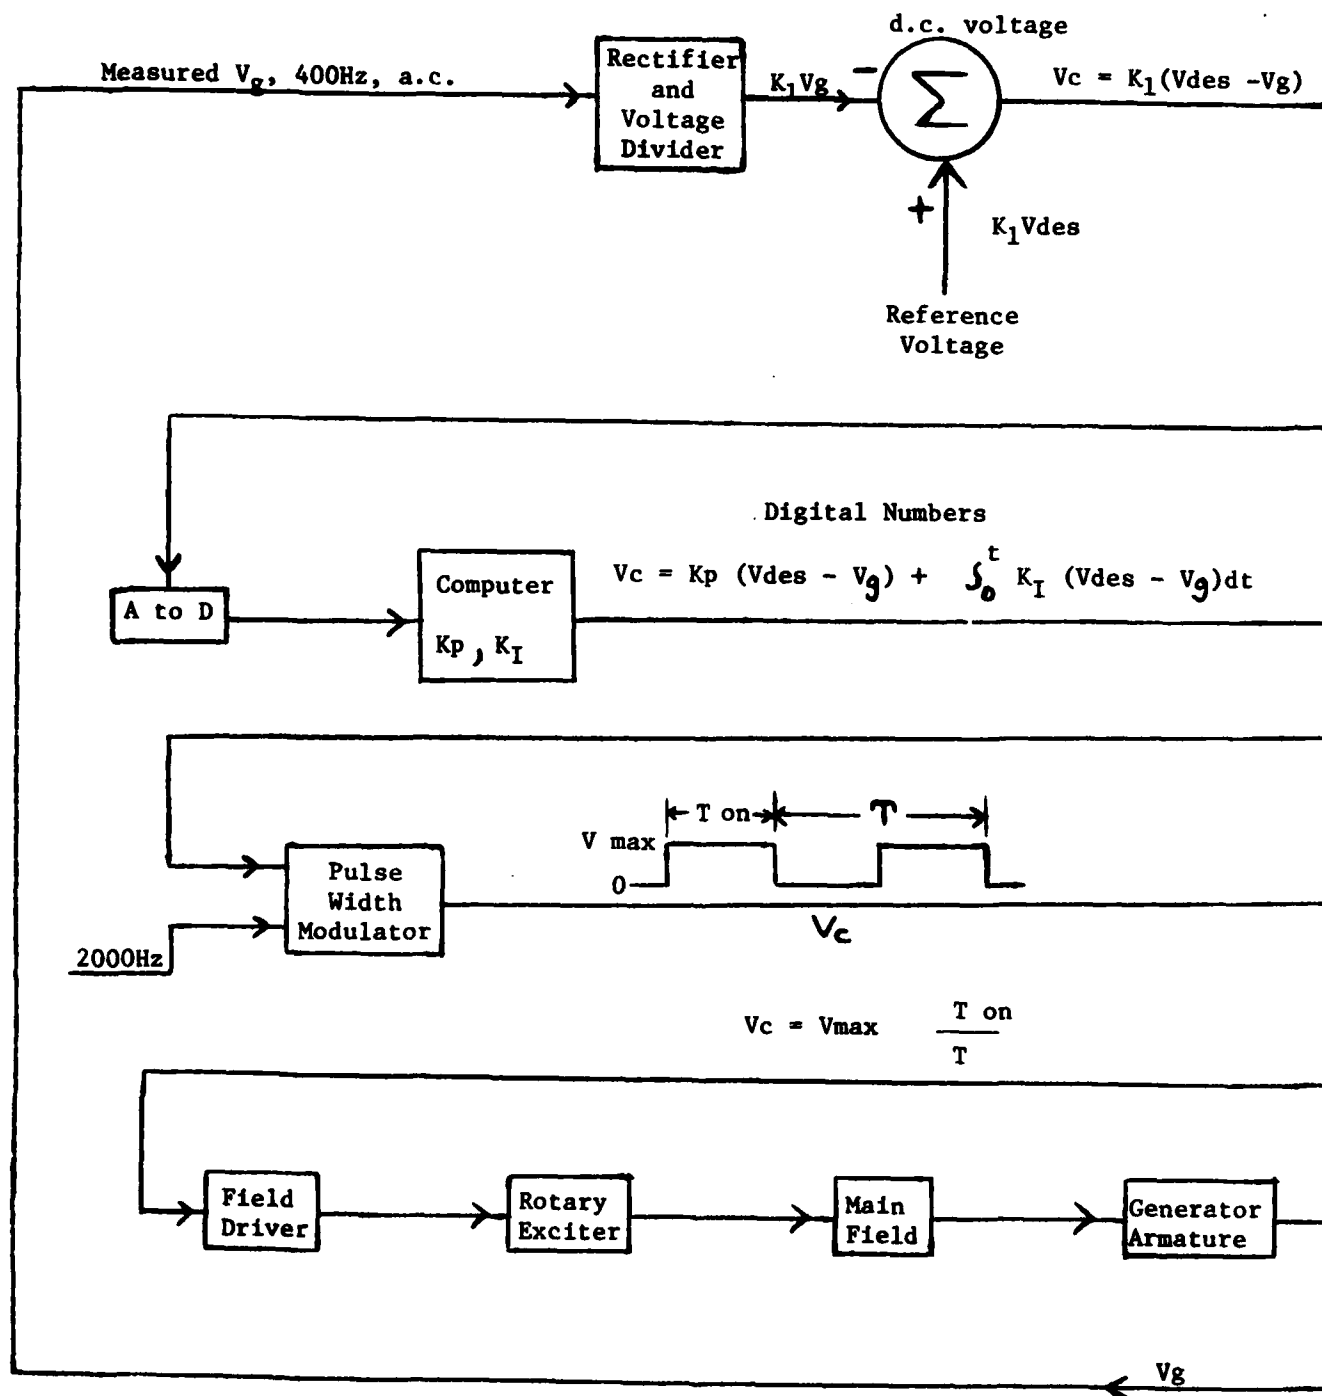 d.c. voltage
Measured Vg, 400Hz, a.c.
Rectifier
and
Voltage
Divider
K1Vg
−
Σ
Vc = K1(Vdes -Vg)
+
K1Vdes
Reference
Voltage
Digital Numbers
A to D
Computer
Kp, KI
Vc = Kp (Vdes - Vg) + ∫0t KI (Vdes - Vg)dt
T on
T
V max
0
Pulse
Width
Modulator
2000Hz
Vc
Vc = Vmax T on
T
Field
Driver
Rotary
Exciter
Main
Field
Generator
Armature
Vg